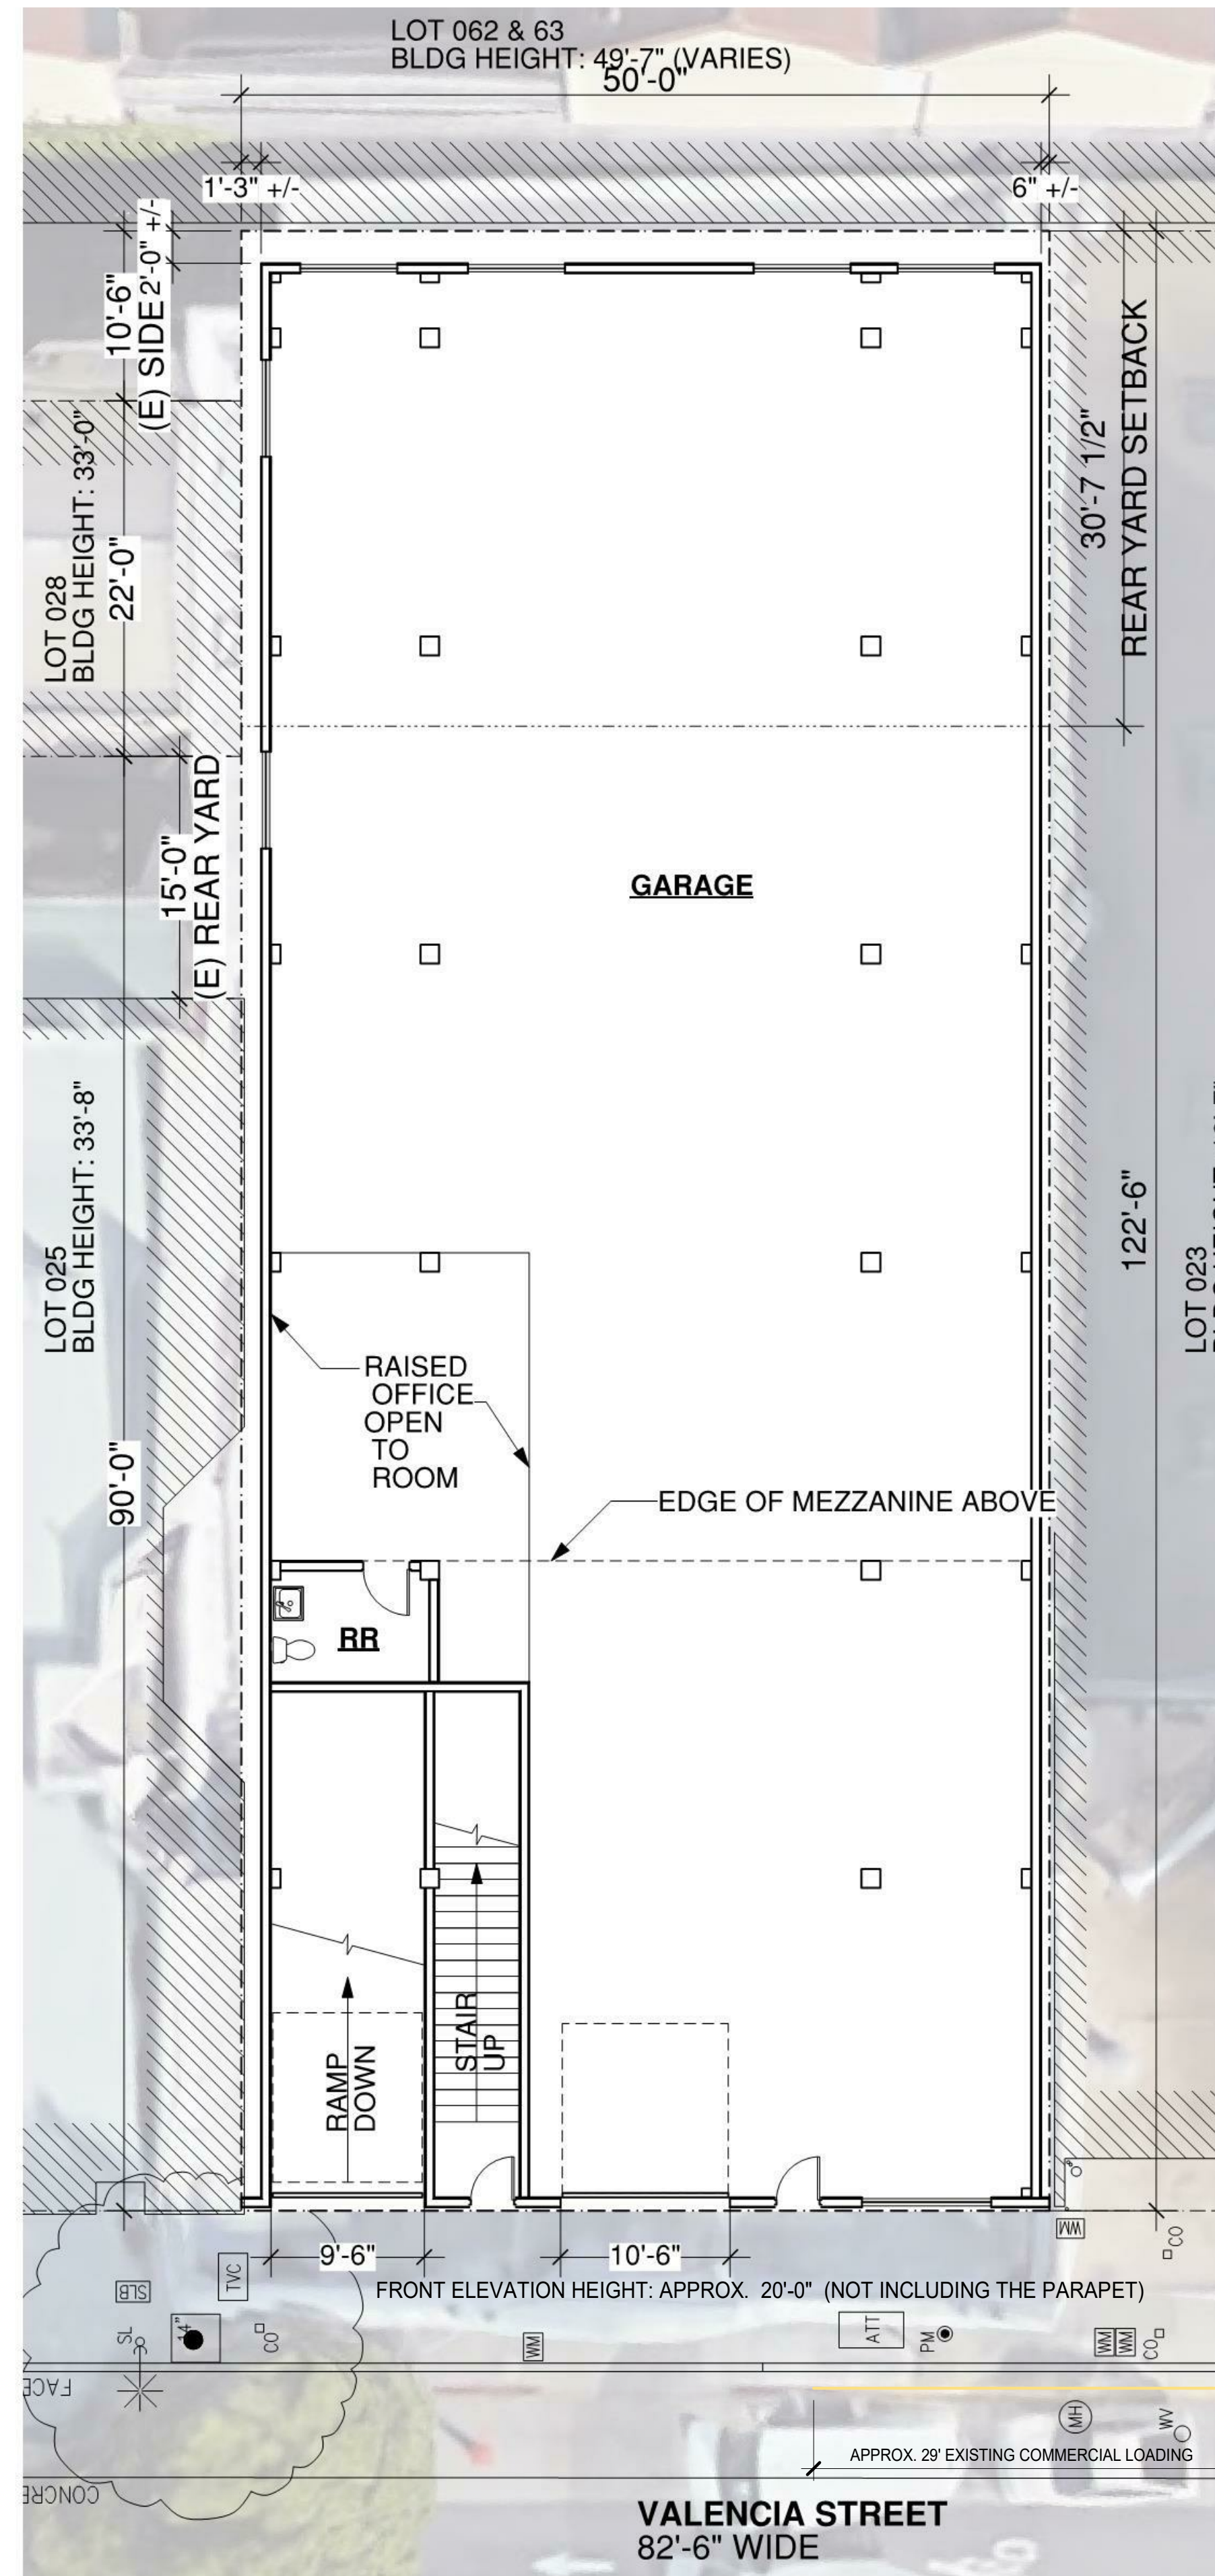 LOT 062 & 63
BLDG HEIGHT: 49'-7" (VARIES)
50'-0"
1'-3" +/-
6" +/-
10'-6"
(E) SIDE 2'-0" +/-
30'-7 1/2"
REAR YARD SETBACK
LOT 028
BLDG HEIGHT: 33'-0"
22'-0"
15'-0"
(E) REAR YARD
GARAGE
LOT 025
BLDG HEIGHT: 33'-8"
90'-0"
122'-6"
LOT 023
RAISED
OFFICE
OPEN
TO
ROOM
EDGE OF MEZZANINE ABOVE
RR
STAIR
UP
RAMP
DOWN
WM
CO
9'-6"
10'-6"
SLB
TVC
FRONT ELEVATION HEIGHT: APPROX. 20'-0" (NOT INCLUDING THE PARAPET)
SL
14"
CO
WM
ATT
PM
WM
WM
CO
FACE
MH
WV
APPROX. 29' EXISTING COMMERCIAL LOADING
CONCRE
VALENCIA STREET
82'-6" WIDE